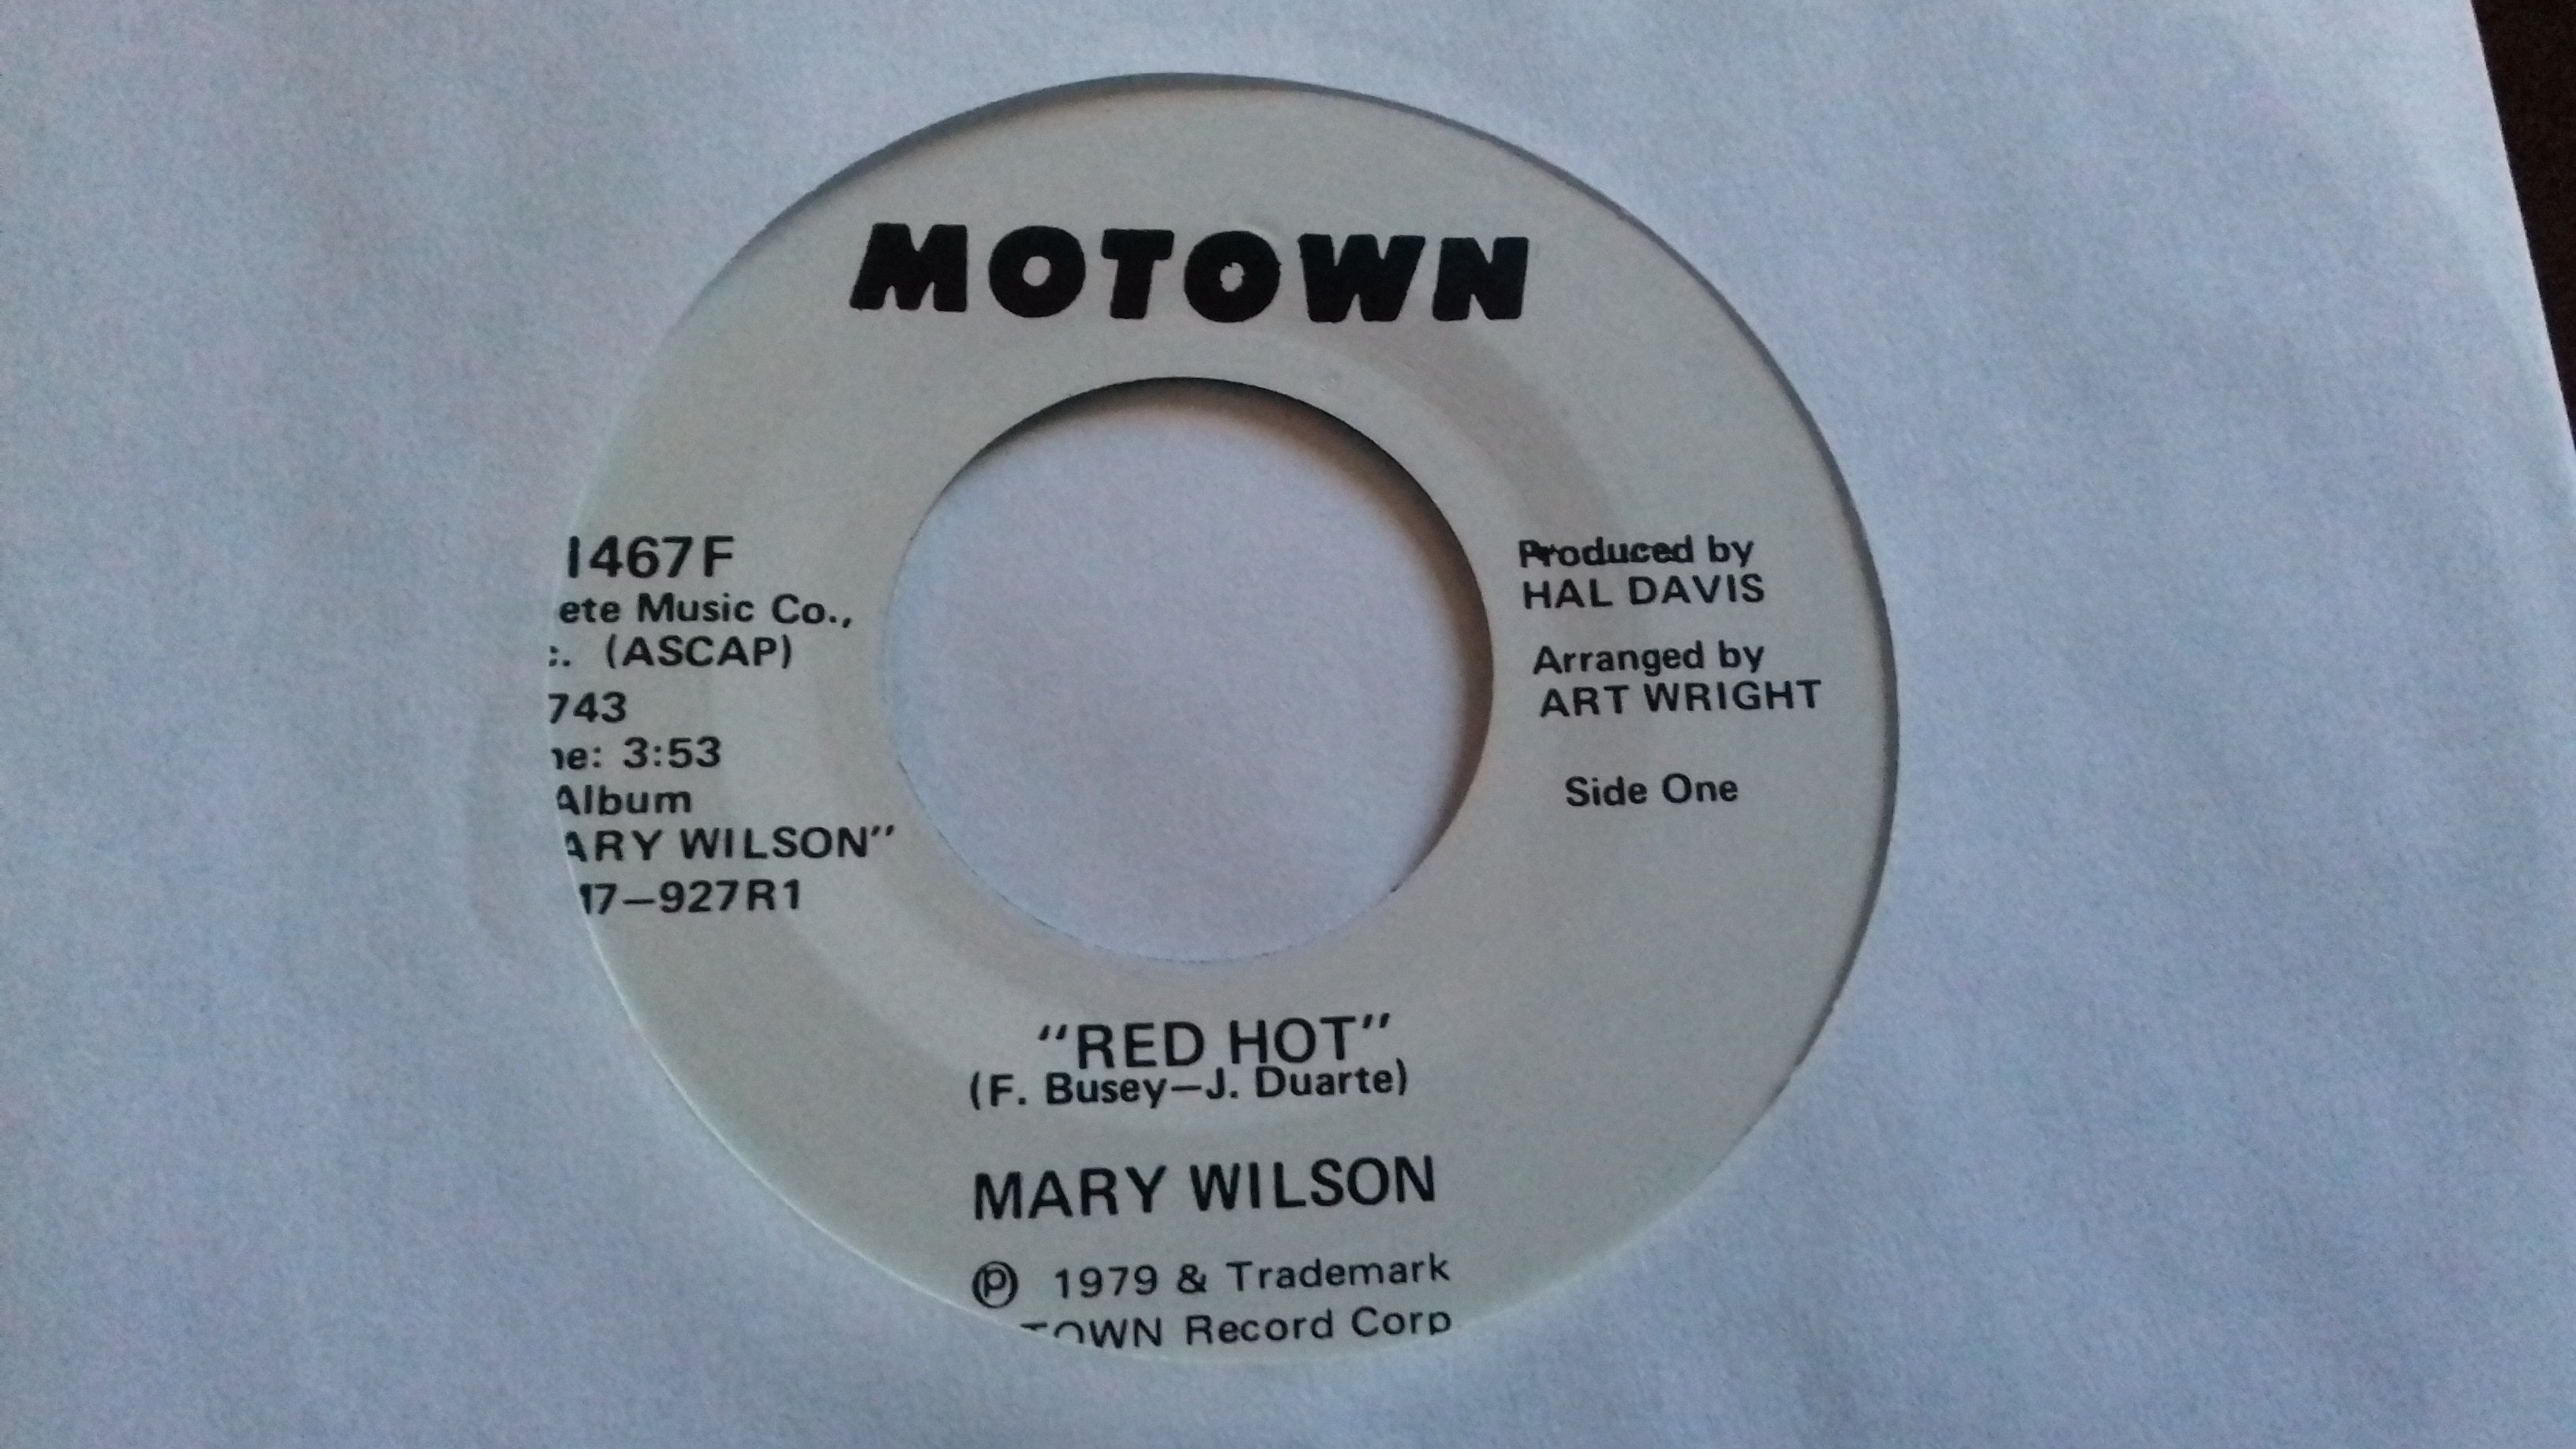 MOTOWN
1467F
ete Music Co.,
. (ASCAP)
743
e: 3:53
Album
ARY WILSON”
17—927R1
Produced by
HAL DAVIS
Arranged by
ART WRIGHT
Side One
“RED HOT”
(F. Busey—J. Duarte)
MARY WILSON
Ⓟ 1979 & Trademark
TOWN Record Corp